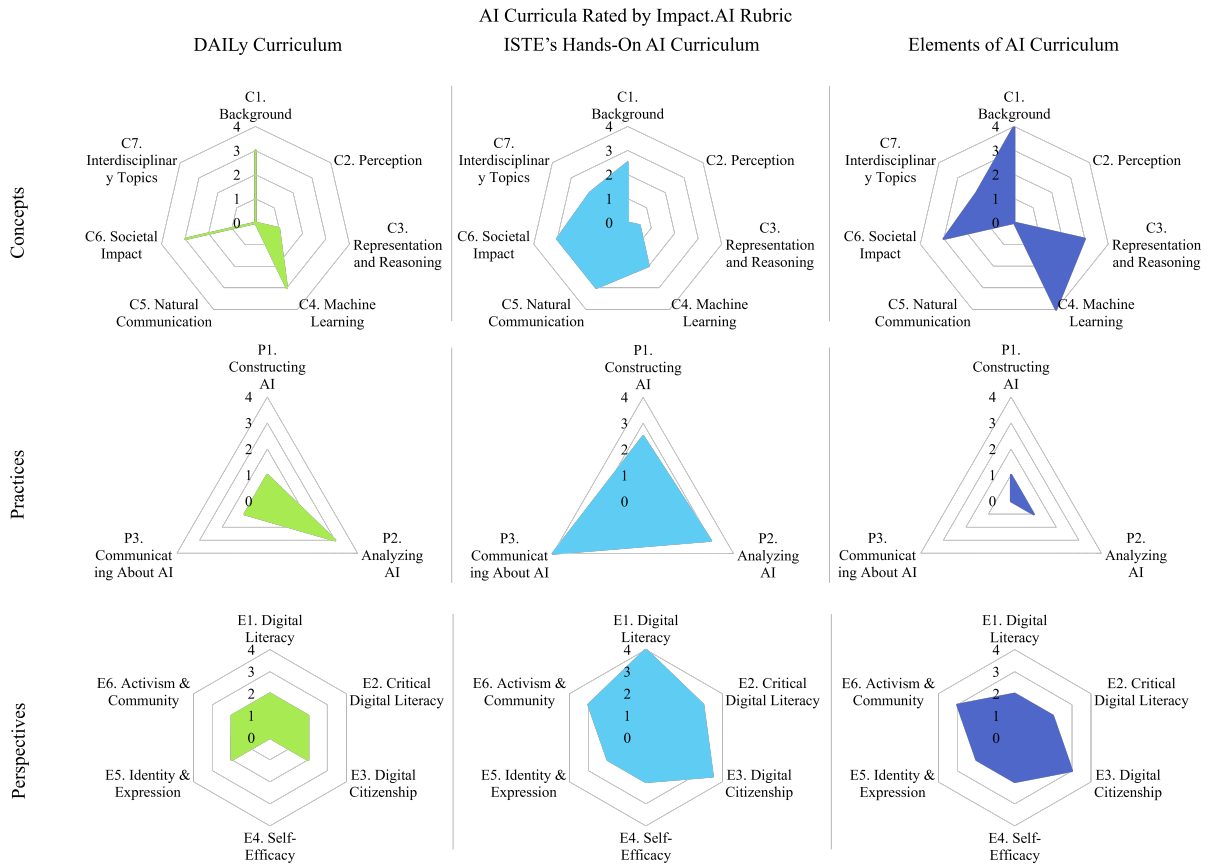 AI Curricula Rated by Impact.AI Rubric
DAILy Curriculum
ISTE's Hands-On AI Curriculum
Elements of AI Curriculum
Concepts
C1.
Background
C2. Perception
C3.
Representation
and Reasoning
C4. Machine
Learning
C5. Natural
Communication
C6. Societal
Impact
C7.
Interdisciplinar
y Topics
4
3
2
1
0
C1.
Background
C2. Perception
C3.
Representation
and Reasoning
C4. Machine
Learning
C5. Natural
Communication
C6. Societal
Impact
C7.
Interdisciplinar
y Topics
4
3
2
1
0
C1.
Background
C2. Perception
C3.
Representation
and Reasoning
C4. Machine
Learning
C5. Natural
Communication
C6. Societal
Impact
C7.
Interdisciplinar
y Topics
4
3
2
1
0
Practices
P1.
Constructing
AI
P2.
Analyzing
AI
P3.
Communicat
ing About AI
4
3
2
1
0
P1.
Constructing
AI
P2.
Analyzing
AI
P3.
Communicat
ing About AI
4
3
2
1
0
P1.
Constructing
AI
P2.
Analyzing
AI
P3.
Communicat
ing About AI
4
3
2
1
0
Perspectives
E1. Digital
Literacy
E2. Critical
Digital Literacy
E3. Digital
Citizenship
E4. Self-
Efficacy
E5. Identity &
Expression
E6. Activism &
Community
4
3
2
1
0
E1. Digital
Literacy
E2. Critical
Digital Literacy
E3. Digital
Citizenship
E4. Self-
Efficacy
E5. Identity &
Expression
E6. Activism &
Community
4
3
2
1
0
E1. Digital
Literacy
E2. Critical
Digital Literacy
E3. Digital
Citizenship
E4. Self-
Efficacy
E5. Identity &
Expression
E6. Activism &
Community
4
3
2
1
0